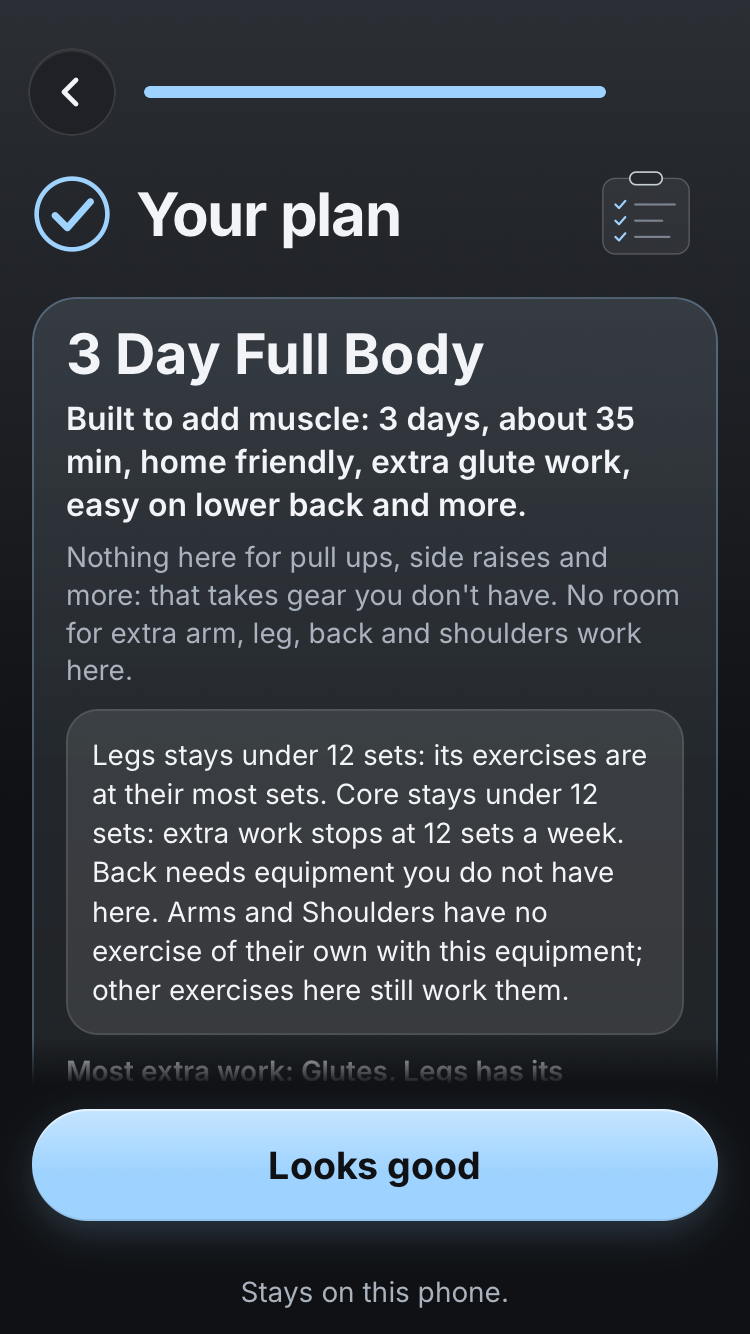 Your plan
3 Day Full Body
Built to add muscle: 3 days, about 35
min, home friendly, extra glute work,
easy on lower back and more.
Nothing here for pull ups, side raises and
more: that takes gear you don't have. No room
for extra arm, leg, back and shoulders work
here.
Legs stays under 12 sets: its exercises are
at their most sets. Core stays under 12
sets: extra work stops at 12 sets a week.
Back needs equipment you do not have
here. Arms and Shoulders have no
exercise of their own with this equipment;
other exercises here still work them.
Most extra work: Glutes. Legs has its
Looks good
Stays on this phone.